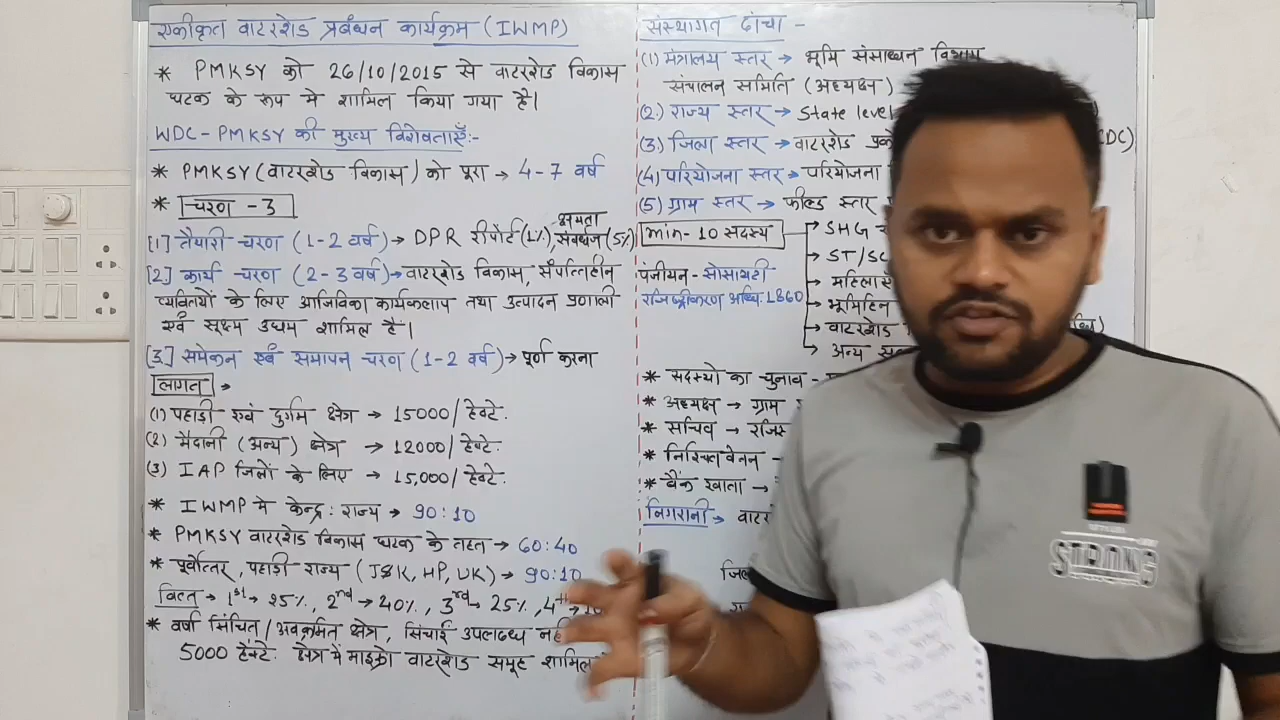 एकीकृत वाटरशेड प्रबंधन कार्यक्रम (IWMP)
* PMKSY को 26/10/2015 से वाटरशेड विकास
घटक के रूप मे शामिल किया गया है।
WDC-PMKSY की मुख्य विशेषताएँ:-
* PMKSY (वाटरशेड विकास) को पूरा → 4-7 वर्ष
* चरण -3
[1] तैयारी चरण (1-2 वर्ष) → DPR रीपोर्ट (1%), क्षमता संवर्धन (5%)
[2] कार्य चरण (2-3 वर्ष) → वाटरशेड विकास, संपत्तिहीन
व्यक्तियों के लिए आजिविका कार्यकलाप तथा उत्पादन प्रणाली
एवं सूक्ष्म उद्यम शामिल है।
[3] समेकन एवं समापन चरण (1-2 वर्ष) → पूर्ण करना
लागत →
(1) पहाड़ी एवं दुर्गम क्षेत्र → 15000/हेक्टे.
(2) मैदानी (अन्य) क्षेत्र → 12000/हेक्टे.
(3) IAP जिलों के लिए → 15,000/हेक्टे.
* IWMP मे केन्द्र : राज्य → 90:10
* PMKSY वाटरशेड विकास घटक के तहत → 60:40
* पूर्वोत्तर, पहाड़ी राज्य (J&K, HP, UK) → 90:10
वित्त → 1st → 25%, 2nd → 40%, 3rd → 25%, 4th →
* वर्षा सिंचित/अवक्रमित क्षेत्र, सिंचाई उपलब्ध नही
5000 हेक्टे. क्षेत्र में माइक्रो वाटरशेड समूह शामिल
संस्थागत ढांचा -
(1) मंत्रालय स्तर → भूमि संसाधन विभाग
संचालन समिति (अध्यक्ष)
(2) राज्य स्तर → State level
(3) जिला स्तर → वाटरशेड DC)
(4) परियोजना स्तर → परियोजना
(5) ग्राम स्तर → फील्ड स्तर
min- 10 सदस्य
→ SHG
→ ST/SC
→ महिला
→ भूमिहिन
→ वाटरशेड
→ अन्य
पंजीयन - सोसायटी
रजिस्ट्रीकरण अधि. 1860
* सदस्यो का चुनाव -
* अध्यक्ष → ग्राम
* सचिव →
* निश्चित वेतन -
* बैंक खाता →
निगरानी →
STRONG